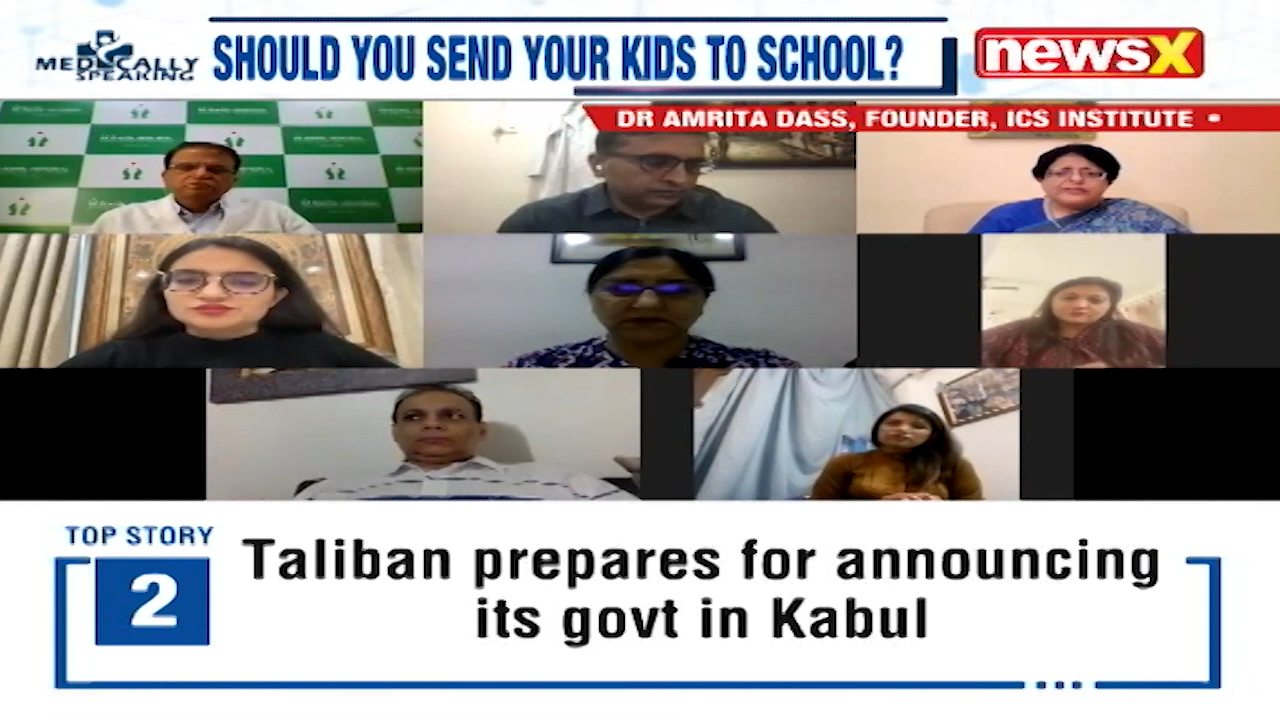 MEDICALLY
SPEAKING
SHOULD YOU SEND YOUR KIDS TO SCHOOL?
newsX
DR AMRITA DASS, FOUNDER, ICS INSTITUTE •
TOP STORY
2
Taliban prepares for announcing
its govt in Kabul